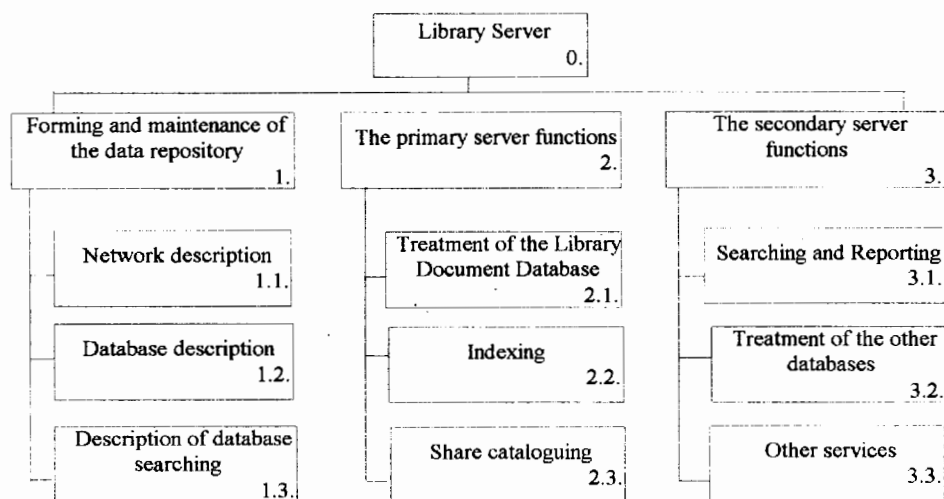 Library Server
0.
Forming and maintenance of
the data repository
1.
The primary server functions
2.
The secondary server
functions
3.
Network description
1.1.
Database description
1.2.
Description of database
searching
1.3.
Treatment of the Library
Document Database
2.1.
Indexing
2.2.
Share cataloguing
2.3.
Searching and Reporting
3.1.
Treatment of the other
databases
3.2.
Other services
3.3.